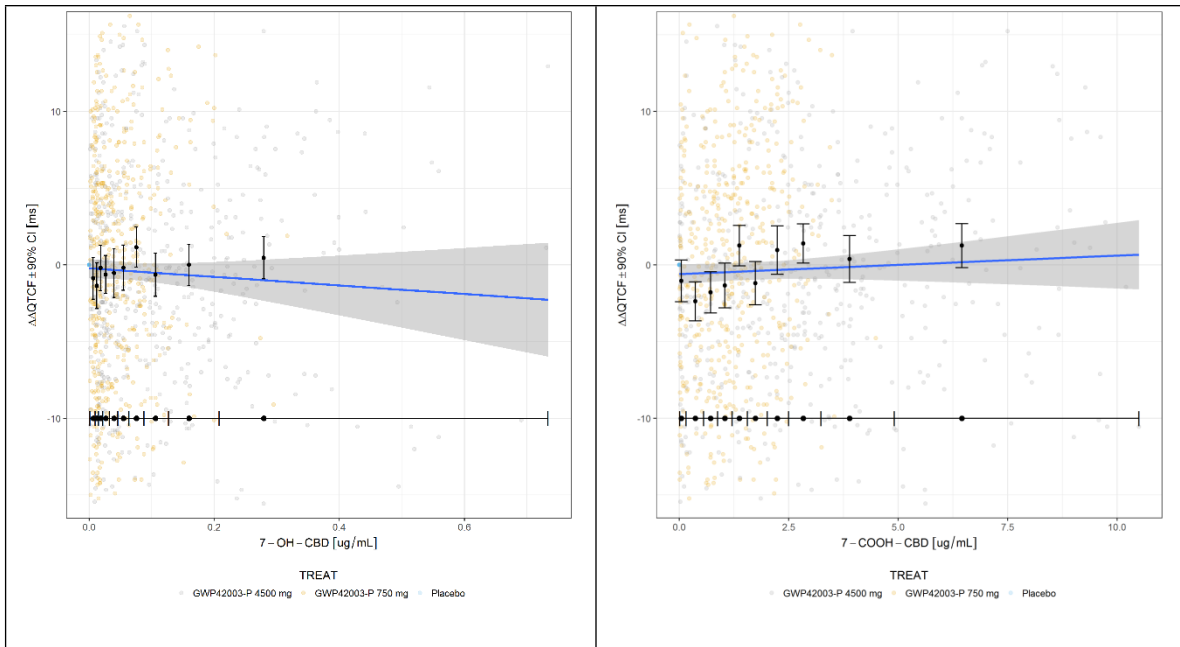 10
0
-10
ΔΔQTCF ± 90% CI [ms]
0.0 0.2 0.4 0.6
7-OH-CBD [ug/mL]
TREAT
GWP42003-P 4500 mg GWP42003-P 750 mg Placebo
10
0
-10
ΔΔQTCF ± 90% CI [ms]
0.0 2.5 5.0 7.5 10.0
7-COOH-CBD [ug/mL]
TREAT
GWP42003-P 4500 mg GWP42003-P 750 mg Placebo